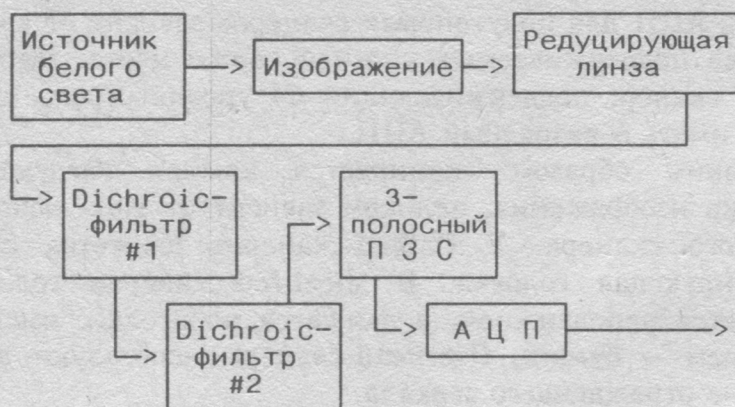 Источник
белого
света
Изображение
Редуцирующая
линза
Dichroic-
фильтр
#1
Dichroic-
фильтр
#2
3-
полосный
П З С
А Ц П